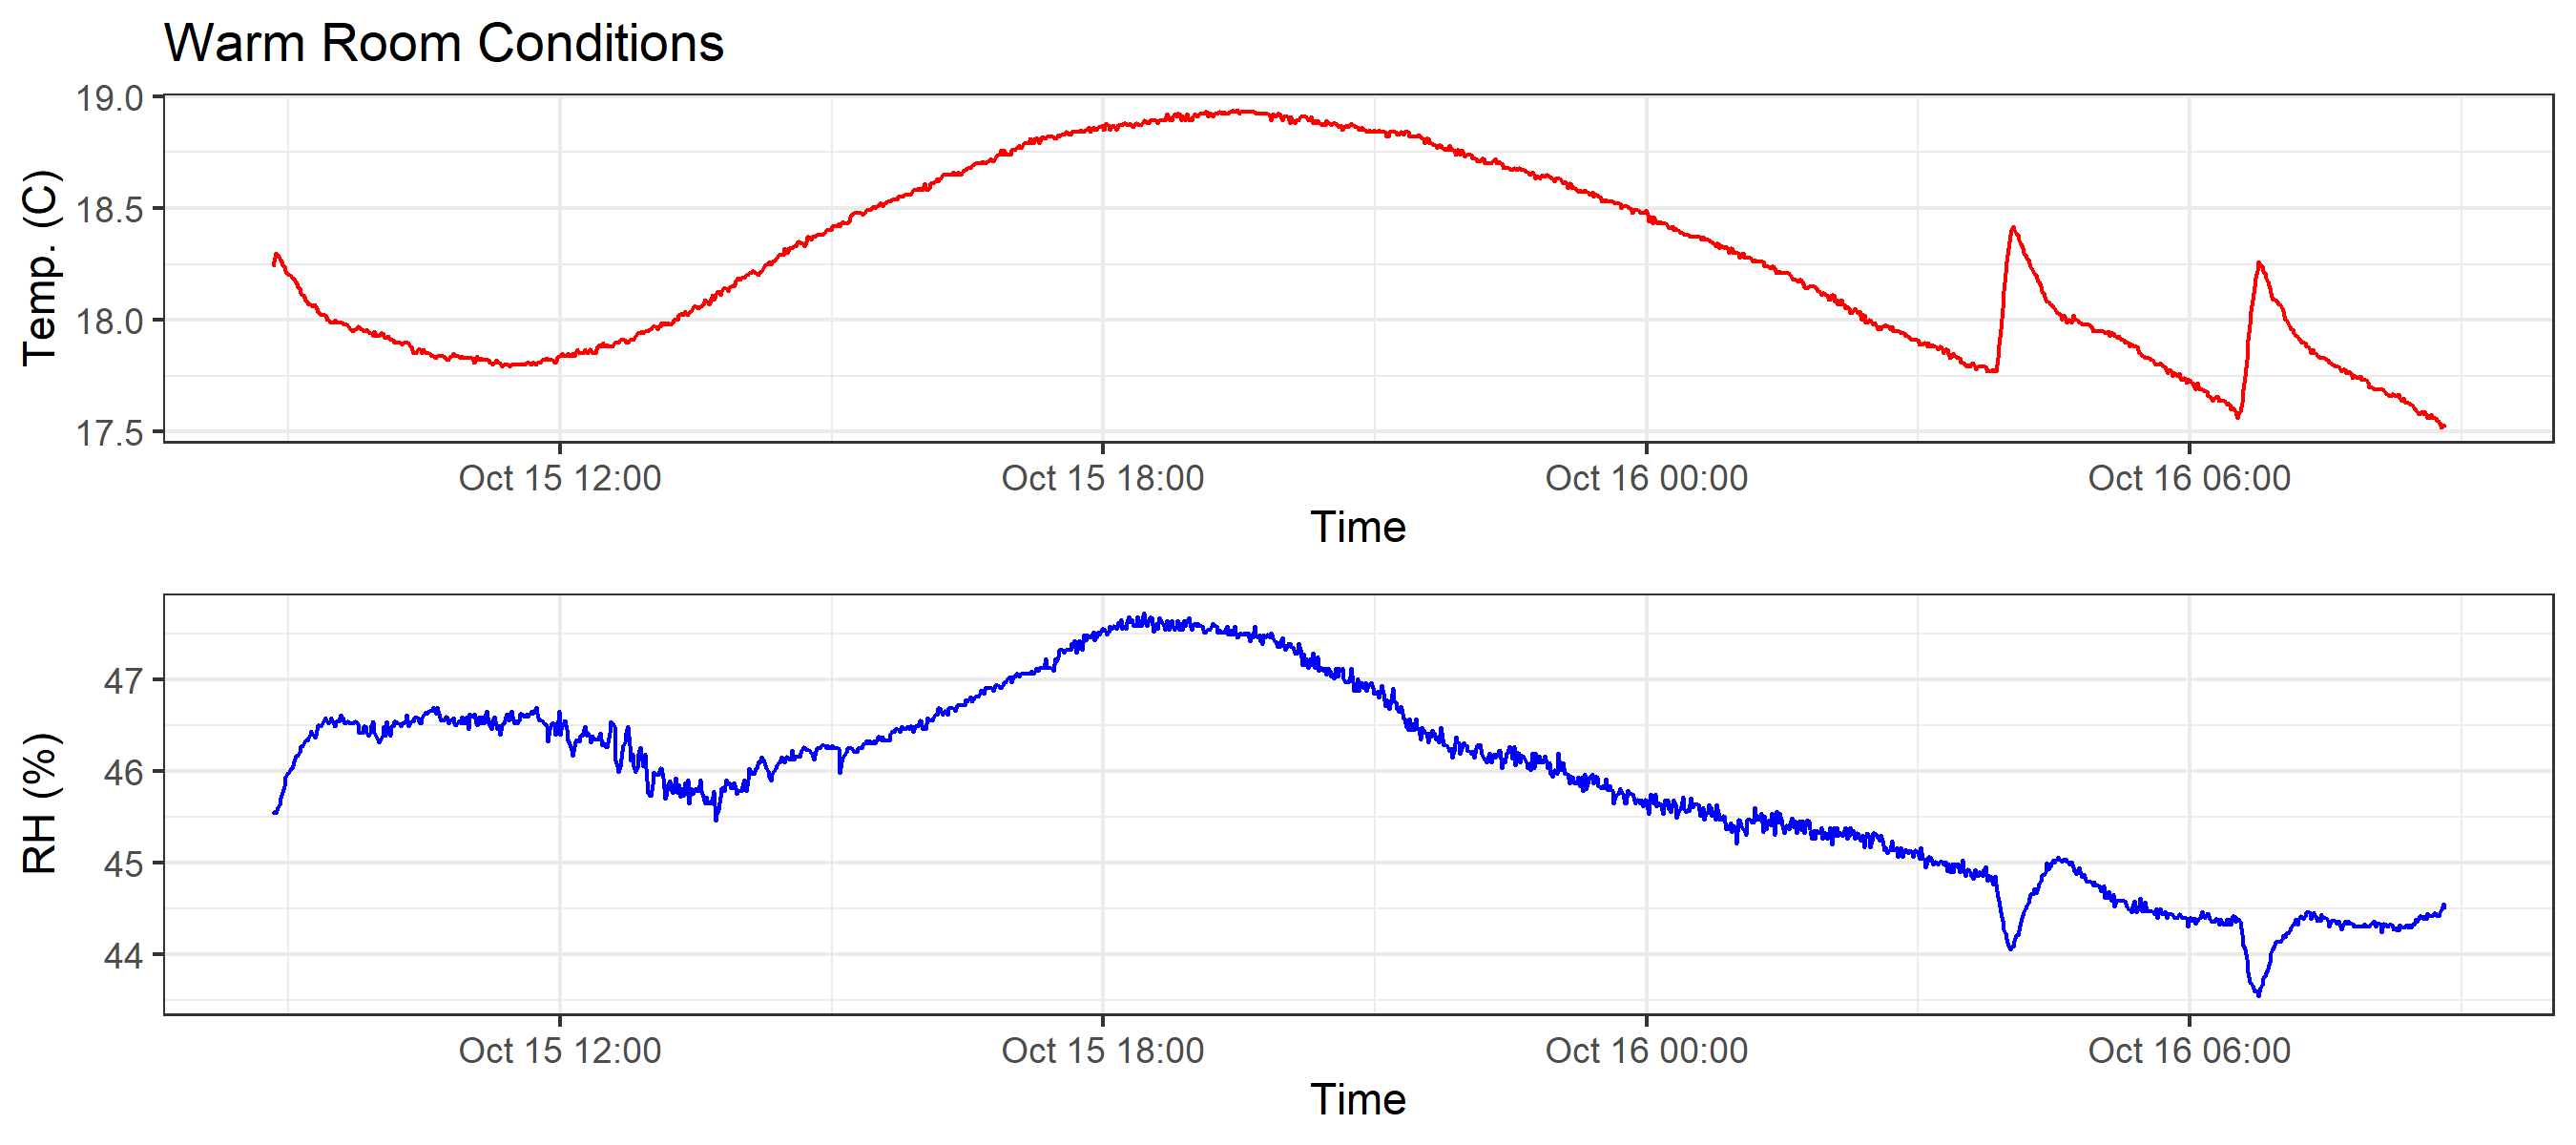 Warm Room Conditions
19.0
18.5
18.0
17.5
Temp. (C)
Oct 15 12:00 Oct 15 18:00 Oct 16 00:00 Oct 16 06:00
Time
47
46
45
44
RH (%)
Oct 15 12:00 Oct 15 18:00 Oct 16 00:00 Oct 16 06:00
Time